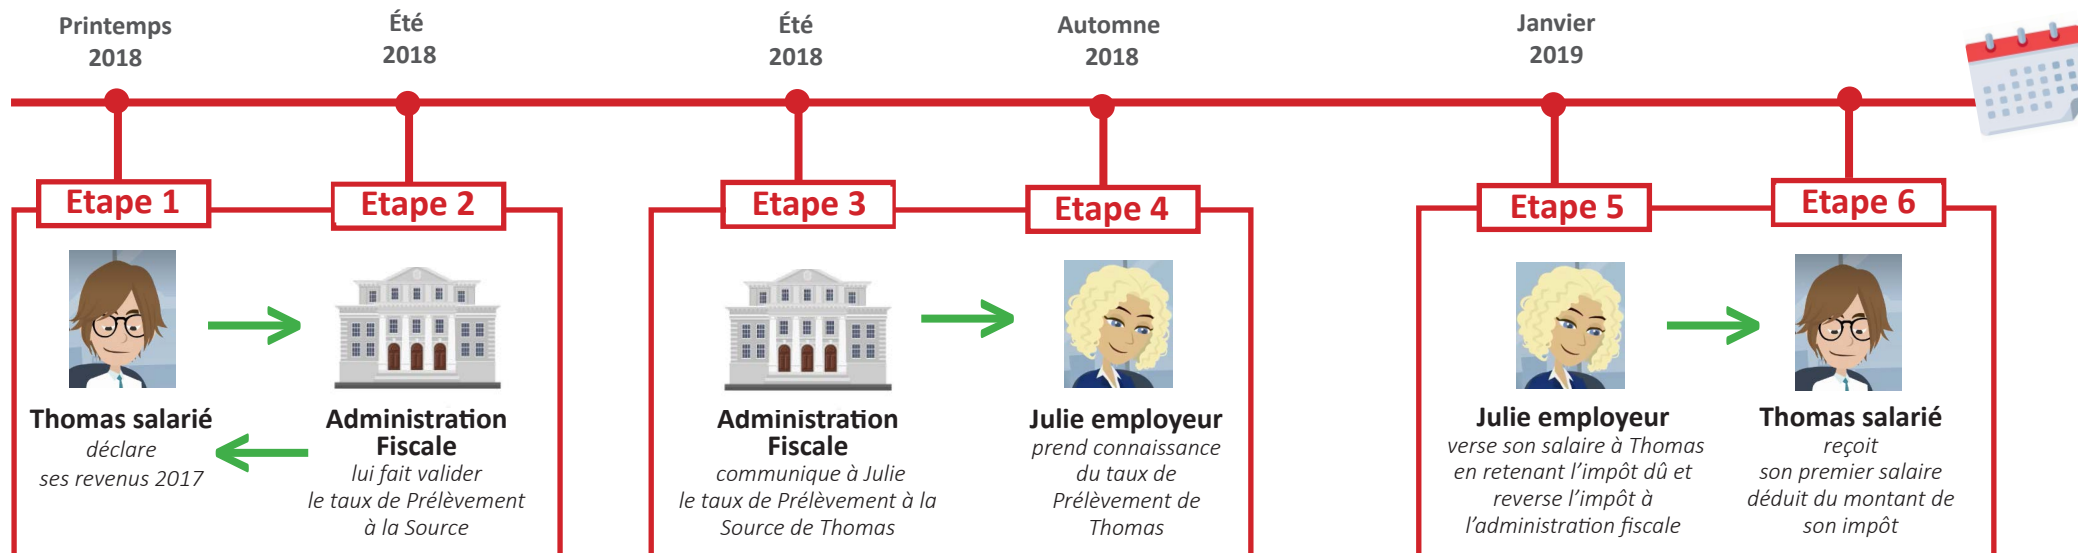 Printemps
2018
Été
2018
Été
2018
Automne
2018
Janvier
2019
Etape 1
Etape 2
Etape 3
Etape 4
Etape 5
Etape 6
Thomas salarié
déclare
ses revenus 2017
Administration
Fiscale
lui fait valider
le taux de Prélèvement
à la Source
Administration
Fiscale
communique à Julie
le taux de Prélèvement à la
Source de Thomas
Julie employeur
prend connaissance
du taux de
Prélèvement de
Thomas
Julie employeur
verse son salaire à Thomas
en retenant l’impôt dû et
reverse l’impôt à
l’administration fiscale
Thomas salarié
reçoit
son premier salaire
déduit du montant de
son impôt